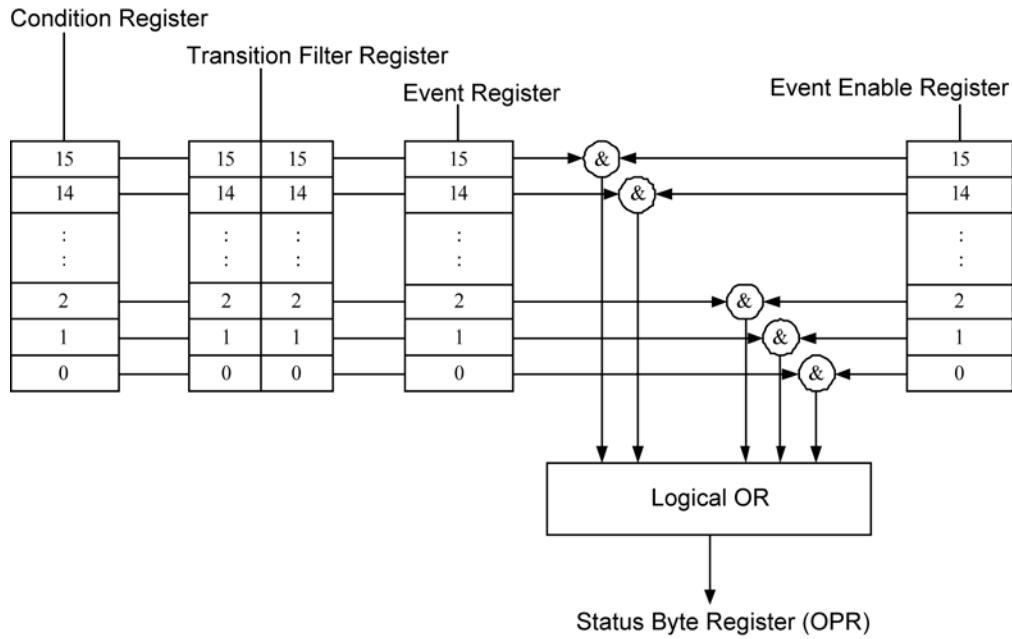 Condition Register
Transition Filter Register
Event Register
Event Enable Register
15 15 15 15 & 15
14 14 14 14 & 14
: : : : :
: : : : :
2 2 2 2 & 2
1 1 1 1 & 1
0 0 0 0 & 0
Logical OR
Status Byte Register (OPR)